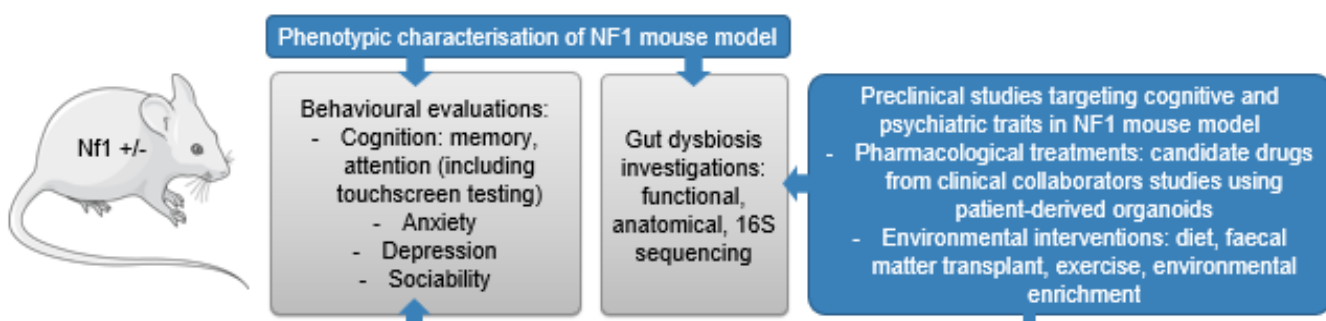 Phenotypic characterisation of NF1 mouse model
Nf1 +/-
Behavioural evaluations:
- Cognition: memory,
attention (including
touchscreen testing)
- Anxiety
- Depression
- Sociability
Gut dysbiosis
investigations:
functional,
anatomical, 16S
sequencing
Preclinical studies targeting cognitive and
psychiatric traits in NF1 mouse model
- Pharmacological treatments: candidate drugs
from clinical collaborators studies using
patient-derived organoids
- Environmental interventions: diet, faecal
matter transplant, exercise, environmental
enrichment